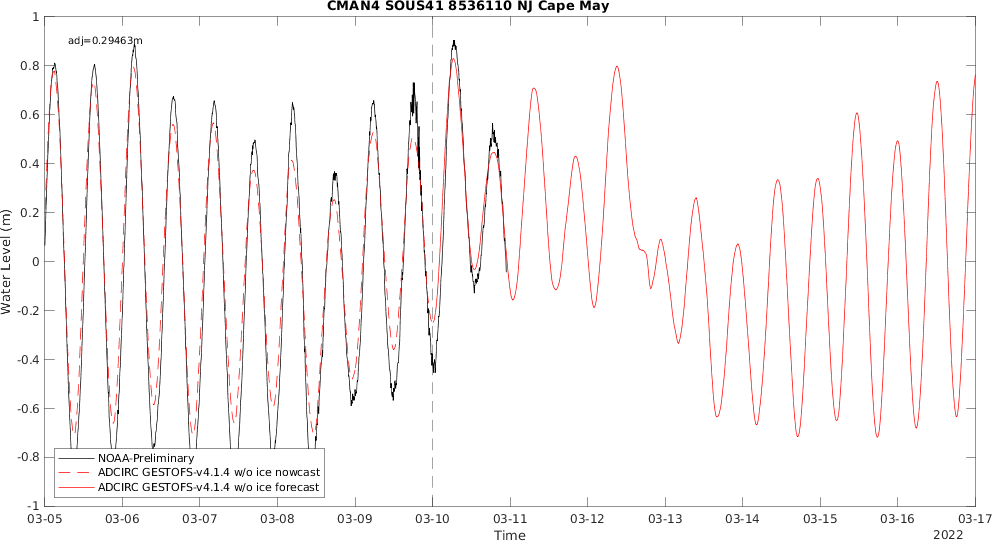 CMAN4 SOUS41 8536110 NJ Cape May
adj=0.29463m
1
0.8
0.6
0.4
0.2
0
-0.2
-0.4
-0.6
-0.8
-1
Water Level (m)
NOAA-Preliminary
ADCIRC GESTOFS-v4.1.4 w/o ice nowcast
ADCIRC GESTOFS-v4.1.4 w/o ice forecast
03-05 03-06 03-07 03-08 03-09 03-10 03-11 03-12 03-13 03-14 03-15 03-16 03-17
Time
2022